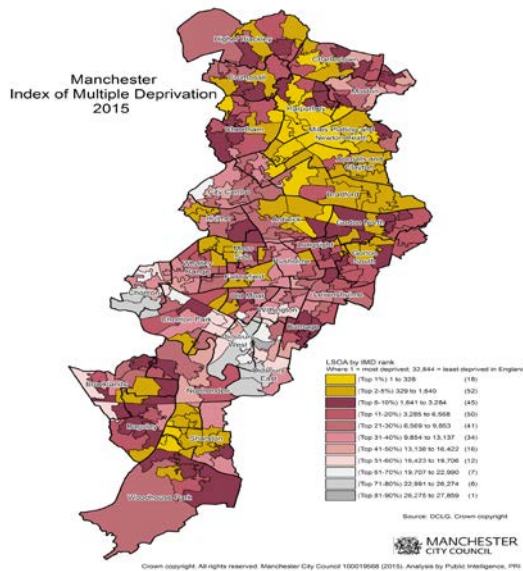 Manchester
Index of Multiple Deprivation
2015
Higher Blackley
Charlestown
Crumpsall
Moston
Harpurhey
Cheetham
Miles Platting and
Newton Heath
Ancoats and
Clayton
City Centre
Bradford
Hulme
Ardwick
Gorton North
Moss
Side
Longsight
Gorton
South
Whalley
Range
Rusholme
Fallowfield
Levenshulme
Chorlton
Old Moat
Withington
Chorlton Park
Burnage
Didsbury
West
Didsbury
East
Brooklands
Northenden
Baguley
Sharston
Woodhouse Park
LSOA by IMD rank
Where 1 = most deprived; 32,844 = least deprived in England
(Top 1%) 1 to 328 (18)
(Top 2-5%) 329 to 1,640 (52)
(Top 6-10%) 1,641 to 3,284 (45)
(Top 11-20%) 3,285 to 6,568 (50)
(Top 21-30%) 6,569 to 9,853 (41)
(Top 31-40%) 9,854 to 13,137 (34)
(Top 41-50%) 13,138 to 16,422 (16)
(Top 51-60%) 16,423 to 19,706 (12)
(Top 61-70%) 19,707 to 22,990 (7)
(Top 71-80%) 22,991 to 26,274
(Top 81-90%) 26,275 to 27,859 (1)
Source: DCLG. Crown copyright
MANCHESTER
CITY COUNCIL
Crown copyright. All rights reserved. Manchester City Council 100019568 (2015). Analysis by Public Intelligence, PRI